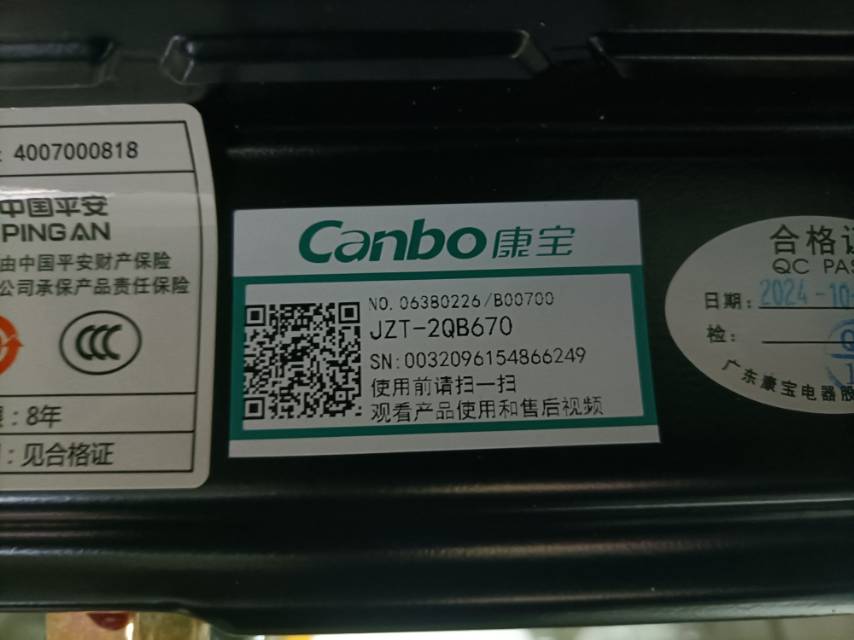 4007000818
中国平安
PING AN
由中国平安财产保险
公司承保产品责任保险
CCC
：8年
：见合格证
Canbo康宝
NO. 06380226/B00700
JZT-2QB670
SN:0032096154866249
使用前请扫一扫
观看产品使用和售后视频
合格证
QC PAS
日期：2024-10-
检：
广东康宝电器股